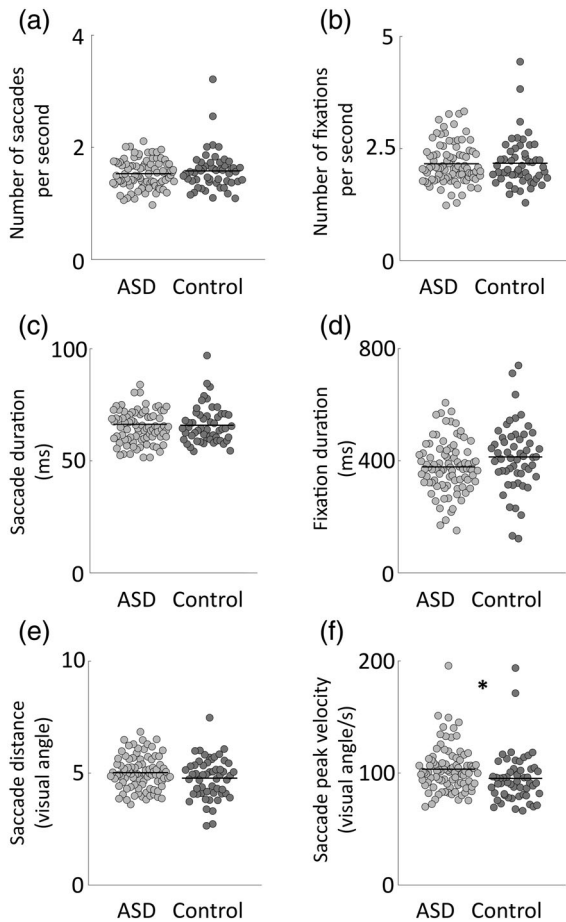 (a)
Number of saccades
per second
4
2
0
ASD Control
(b)
Number of fixations
per second
5
2.5
0
ASD Control
(c)
Saccade duration
(ms)
100
50
0
ASD Control
(d)
Fixation duration
(ms)
800
400
0
ASD Control
(e)
Saccade distance
(visual angle)
10
5
0
ASD Control
(f)
Saccade peak velocity
(visual angle/s)
200
100
0
*
ASD Control